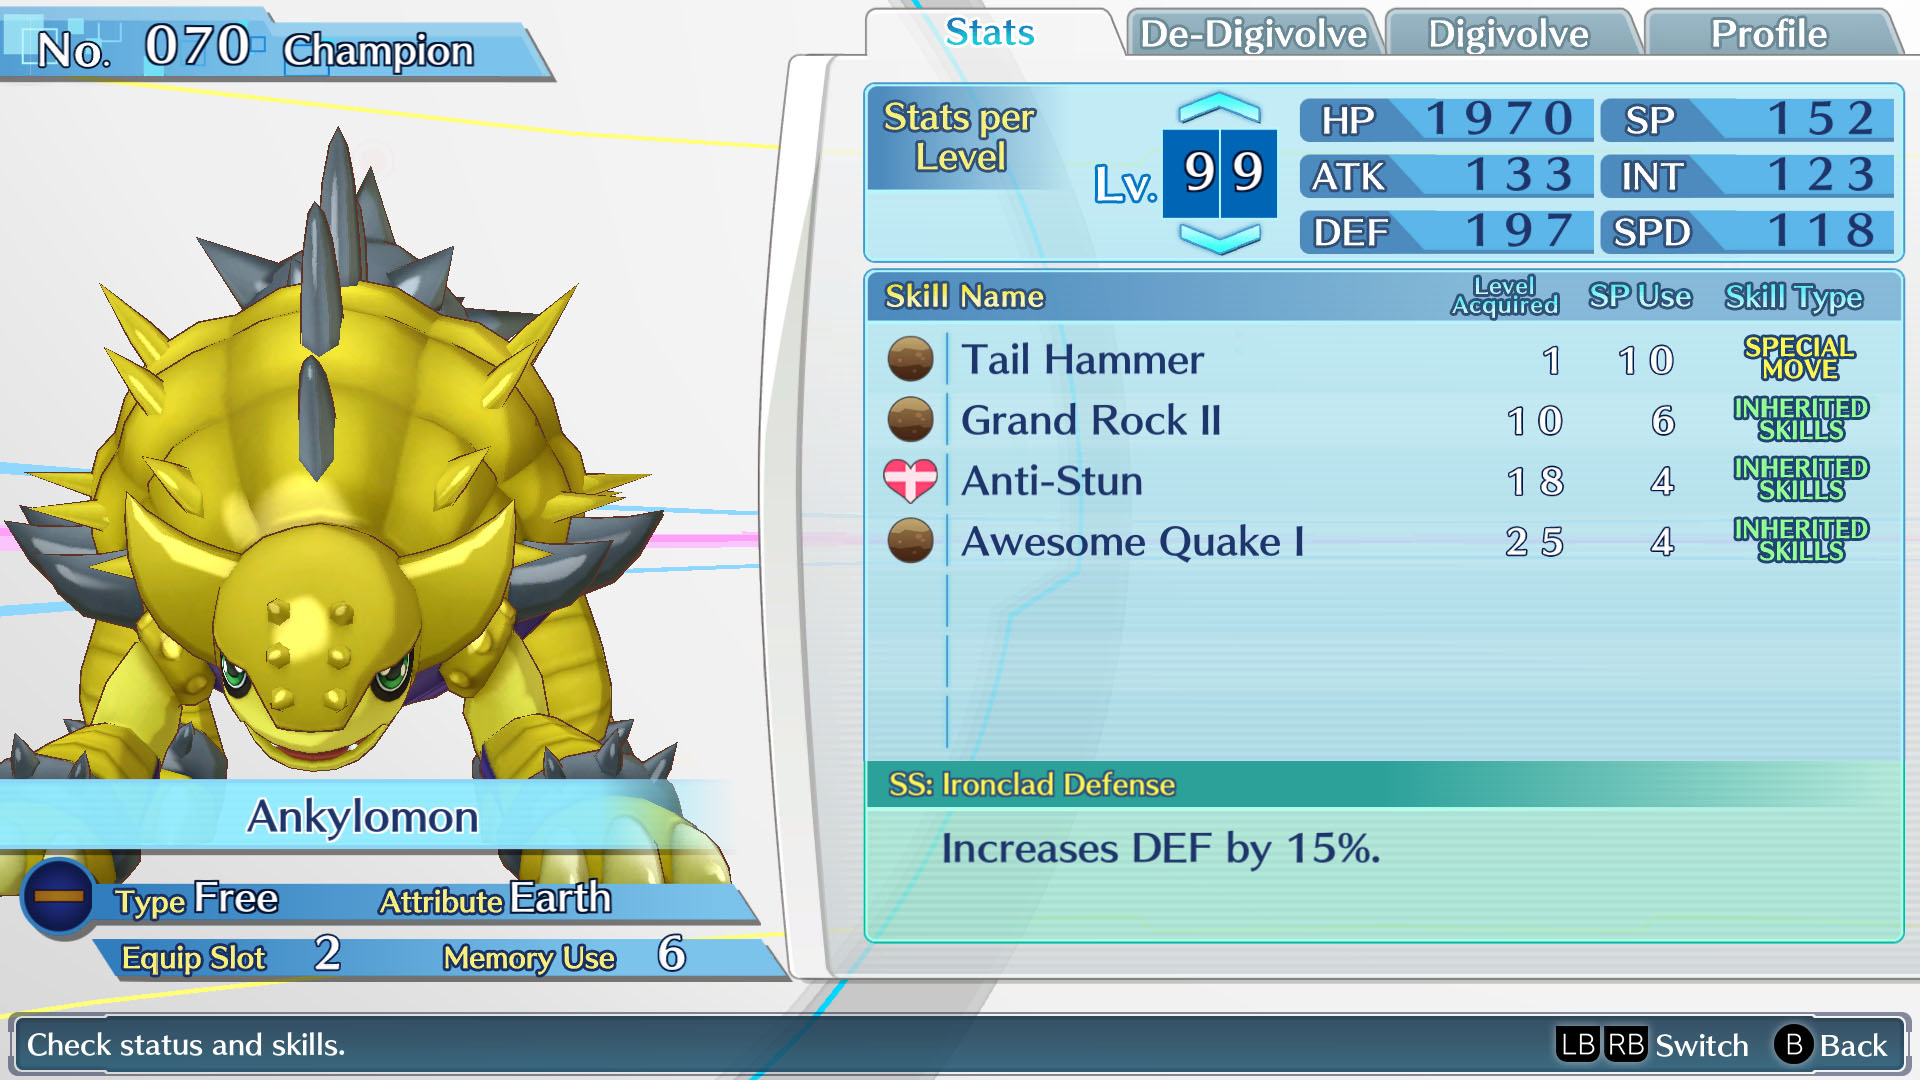 No. 070 Champion
Stats
De-Digivolve
Digivolve
Profile
Stats per
Level
Lv. 99
HP 1970
SP 152
ATK 133
INT 123
DEF 197
SPD 118
Skill Name
Level
Acquired
SP Use
Skill Type
Tail Hammer 1 10 SPECIAL
MOVE
Grand Rock II 10 6 INHERITED
SKILLS
Anti-Stun 18 4 INHERITED
SKILLS
Awesome Quake I 25 4 INHERITED
SKILLS
SS: Ironclad Defense
Increases DEF by 15%.
Ankylomon
Type Free Attribute Earth
Equip Slot 2 Memory Use 6
Check status and skills.
LB RB Switch B Back